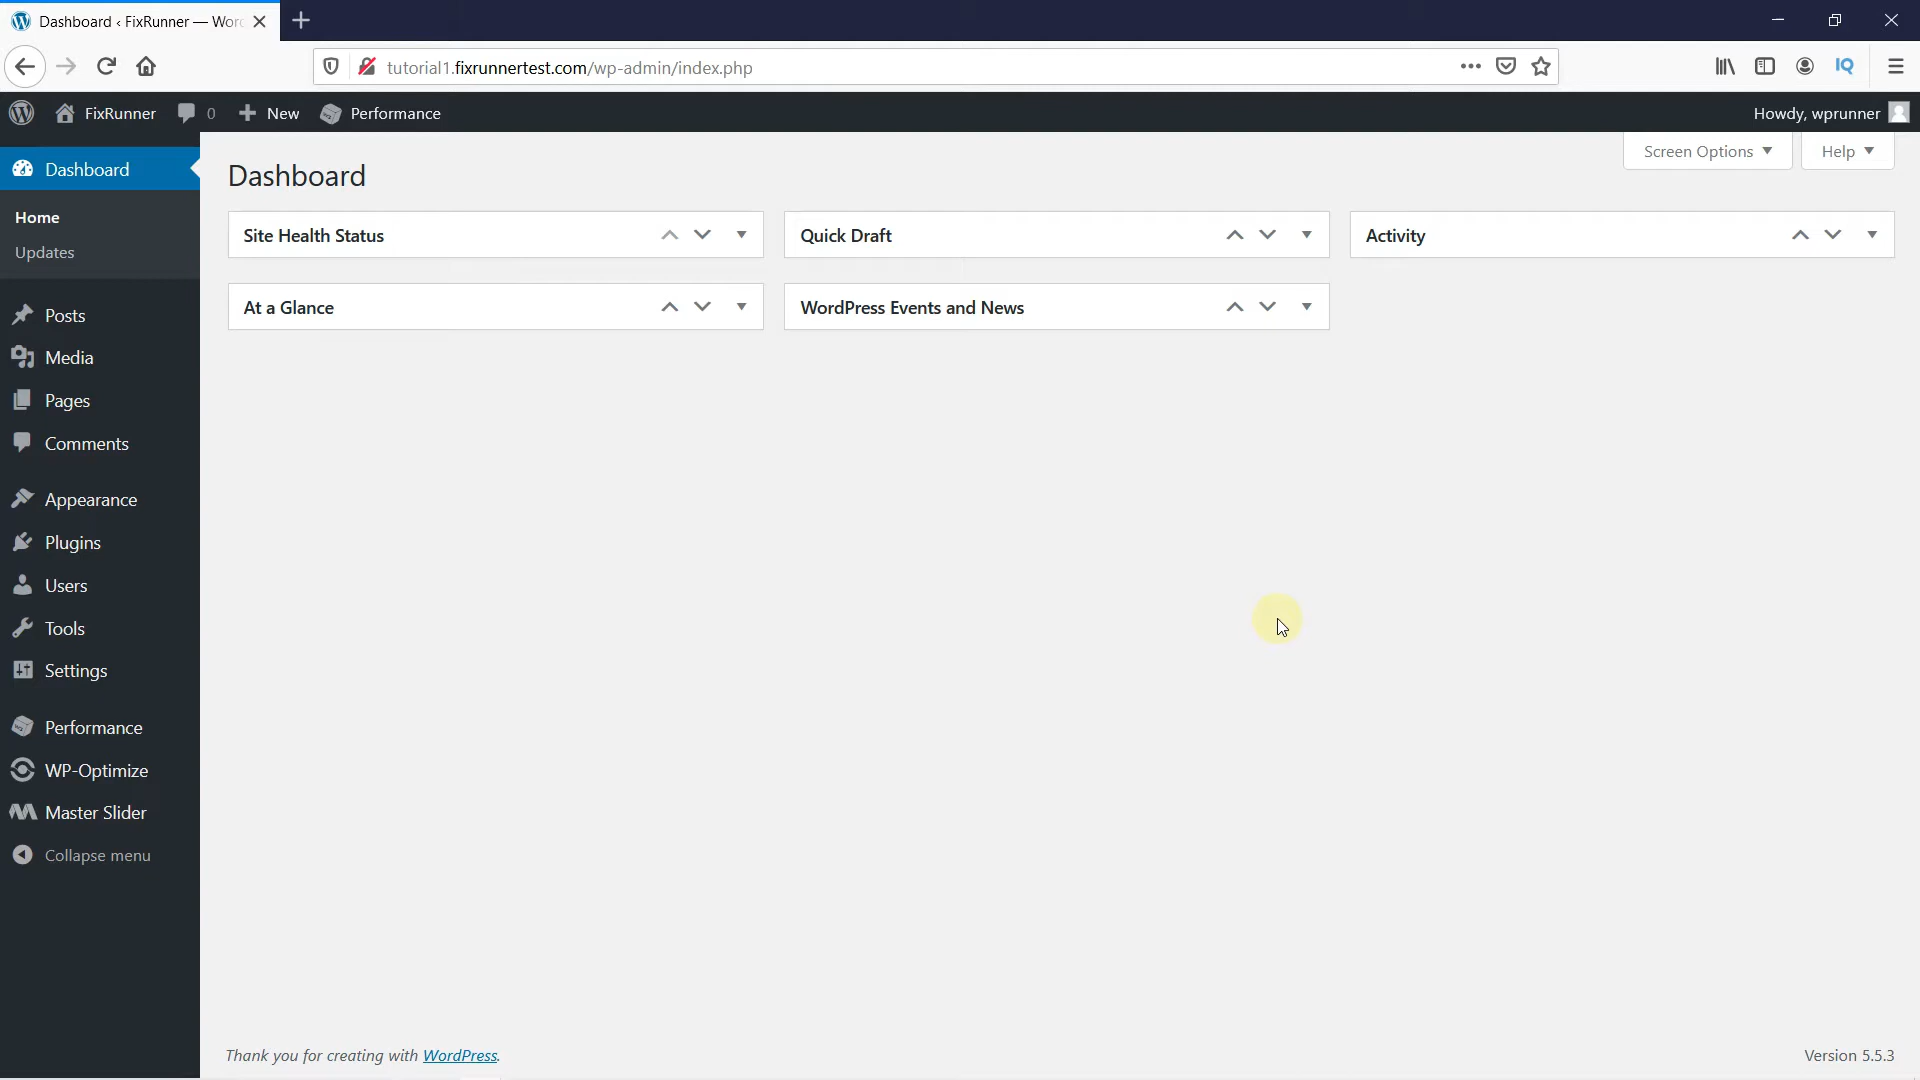 Dashboard ‹ FixRunner — Wor
tutorial1.fixrunnertest.com/wp-admin/index.php
IQ
FixRunner 0 New Performance
Howdy, wprunner
Dashboard
Home
Updates
Posts
Media
Pages
Comments
Appearance
Plugins
Users
Tools
Settings
Performance
WP-Optimize
Master Slider
Collapse menu
Screen Options
Help
Dashboard
Site Health Status
Quick Draft
Activity
At a Glance
WordPress Events and News
Thank you for creating with WordPress.
Version 5.5.3